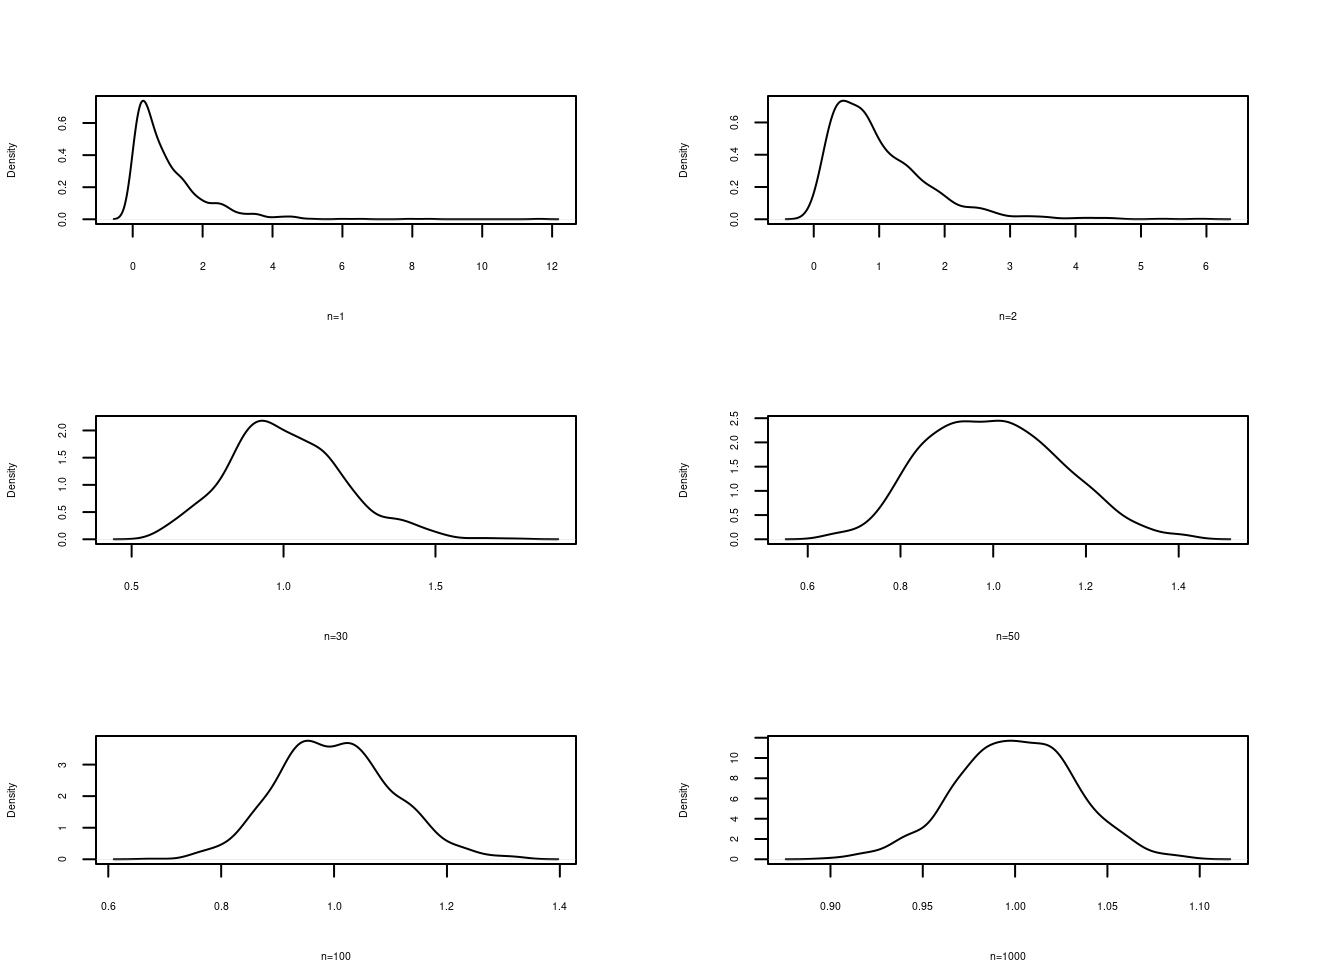 Density
0.0 0.2 0.4 0.6
0 2 4 6 8 10 12
n=1
Density
0.0 0.2 0.4 0.6
0 1 2 3 4 5 6
n=2
Density
0.0 0.5 1.0 1.5 2.0
0.5 1.0 1.5
n=30
Density
0.0 0.5 1.0 1.5 2.0 2.5
0.6 0.8 1.0 1.2 1.4
n=50
Density
0 1 2 3
0.6 0.8 1.0 1.2 1.4
n=100
Density
0 2 4 6 8 10
0.90 0.95 1.00 1.05 1.10
n=1000